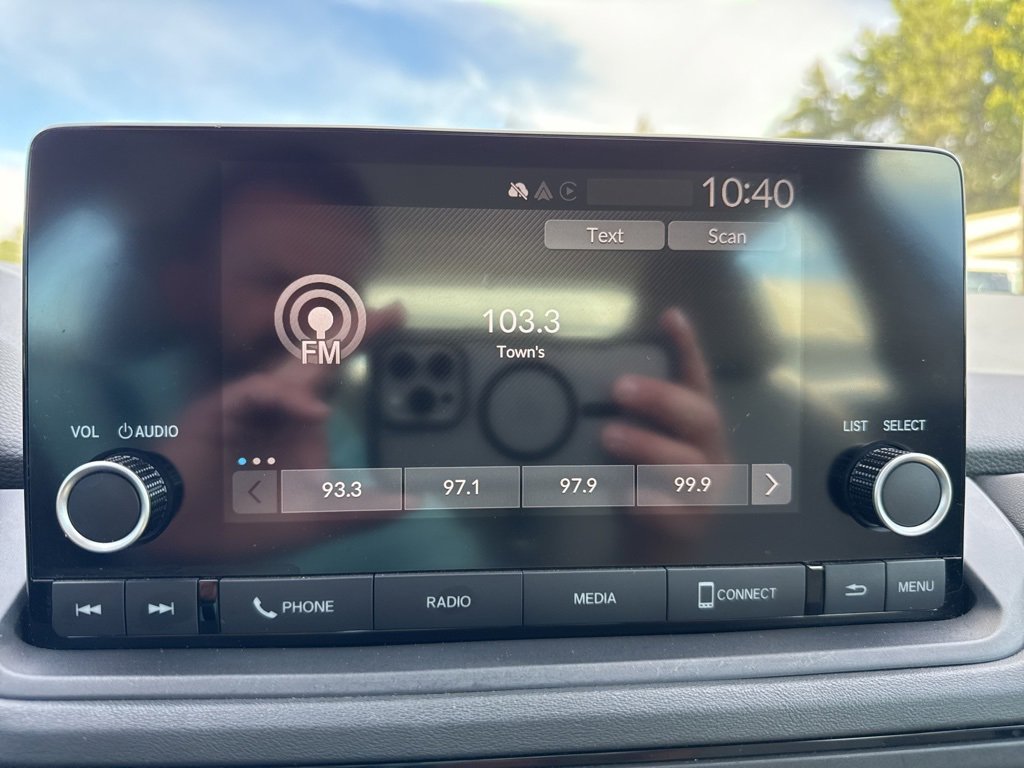 10:40
Text Scan
103.3
Town's
FM
VOL AUDIO
LIST SELECT
93.3 97.1 97.9 99.9
PHONE RADIO MEDIA CONNECT MENU